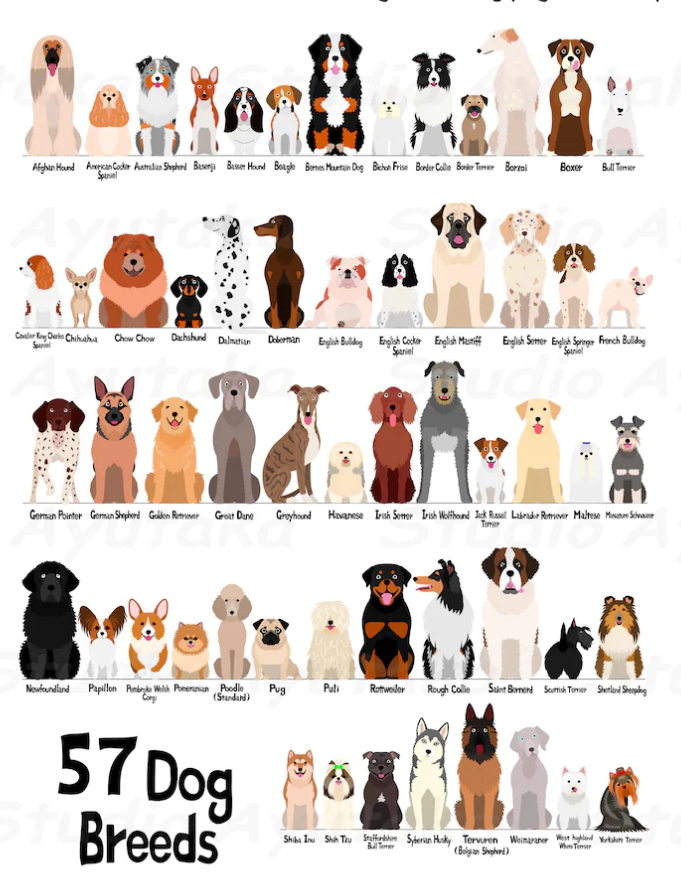 Afghan Hound
American Cocker
Spaniel
Australian Shepherd
Basenji
Basset Hound
Beagle
Bernes Mountain Dog
Bichon Frise
Border Collie
Border Terrier
Borzoi
Boxer
Bull Terrier
Cavalier King Charles
Spaniel
Chihuahua
Chow Chow
Dachshund
Dalmatian
Doberman
English Bulldog
English Cocker
Spaniel
English Mastiff
English Setter
English Springer
Spaniel
French Bulldog
German Pointer
German Shepherd
Golden Retriever
Great Dane
Greyhound
Havanese
Irish Setter
Irish Wolfhound
Jack Russell
Terrier
Labrador Retriever
Maltese
Miniature Schnauzer
Newfoundland
Papillon
Pembroke Welsh
Corgi
Pomeranian
Poodle
(Standard)
Pug
Puli
Rottweiler
Rough Collie
Saint Bernerd
Scottish Terrier
Shetland Sheepdog
57 Dog
Breeds
Shiba Inu
Shih Tzu
Staffordshire
Bull Terrier
Syberian Husky
Tervuren
(Belgian Shepherd)
Weimaraner
West highland
White Terrier
Yorkshire Terrier
Ayutaka
Studio